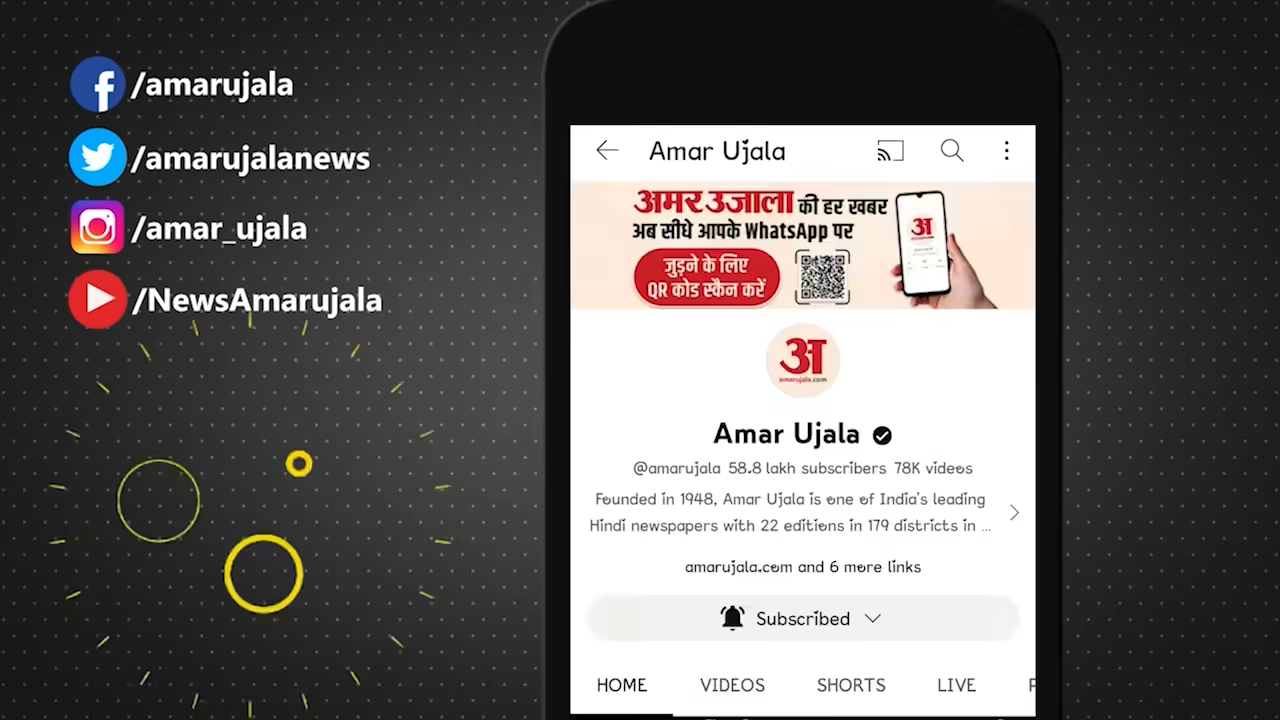 /amarujala
/amarujalanews
/amar_ujala
/NewsAmarujala
Amar Ujala
अमर उजाला की हर खबर
अब सीधे आपके WhatsApp पर
जुड़ने के लिए
QR कोड स्कैन करें
अ
अ
amarujala.com
Amar Ujala
@amarujala 58.8 lakh subscribers 78K videos
Founded in 1948, Amar Ujala is one of India's leading
Hindi newspapers with 22 editions in 179 districts in ...
amarujala.com and 6 more links
Subscribed
HOME VIDEOS SHORTS LIVE